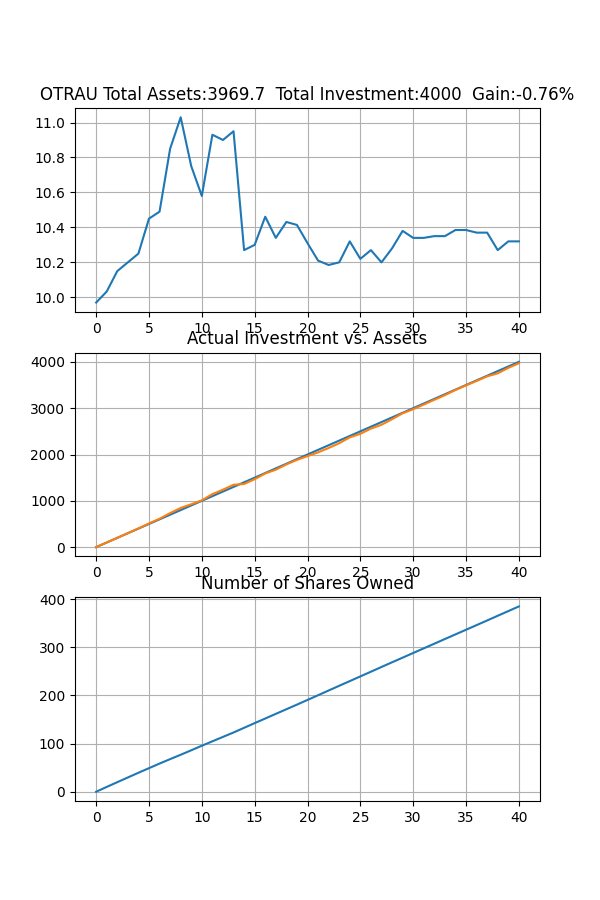 OTRAU Total Assets:3969.7  Total Investment:4000  Gain:-0.76%
11.0
10.8
10.6
10.4
10.2
10.0
0 5 10 15 20 25 30 35 40
Actual Investment vs. Assets
4000
3000
2000
1000
0
0 5 10 15 20 25 30 35 40
Number of Shares Owned
400
300
200
100
0
0 5 10 15 20 25 30 35 40